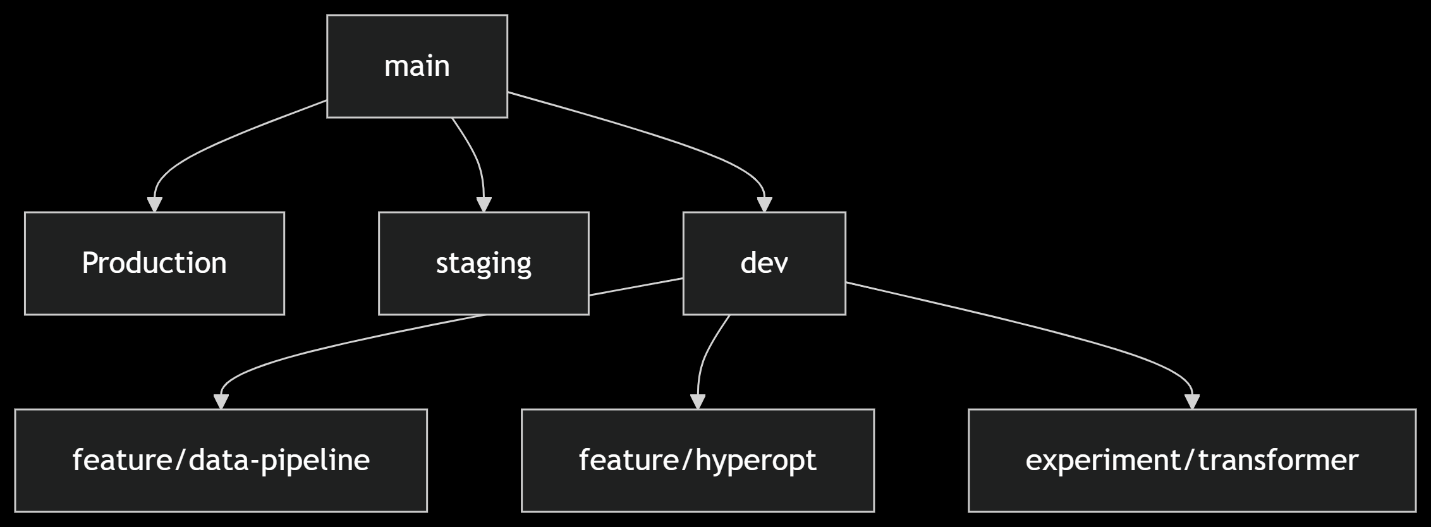 main
Production
staging
dev
feature/data-pipeline
feature/hyperopt
experiment/transformer